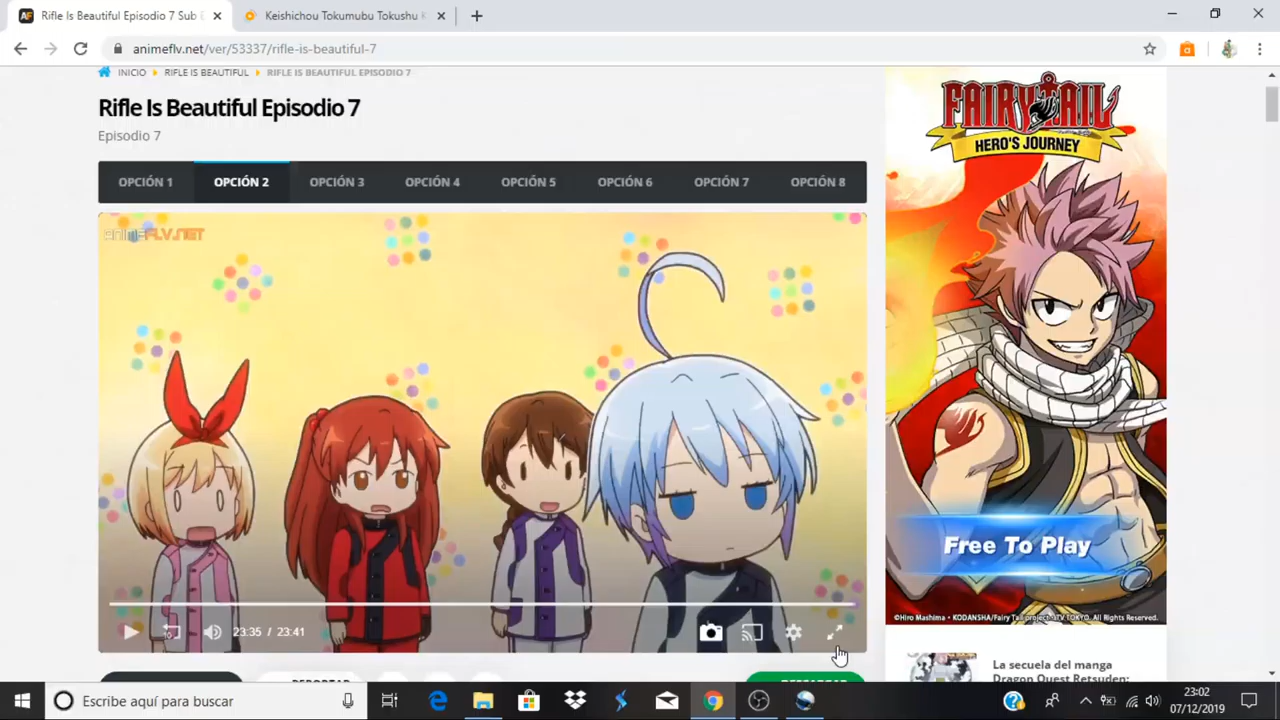 Rifle Is Beautiful Episodio 7 Sub
Keishichou Tokumubu Tokushu
animeflv.net/ver/53337/rifle-is-beautiful-7
INICIO RIFLE IS BEAUTIFUL RIFLE IS BEAUTIFUL EPISODIO 7
Rifle Is Beautiful Episodio 7
Episodio 7
OPCIÓN 1 OPCIÓN 2 OPCIÓN 3 OPCIÓN 4 OPCIÓN 5 OPCIÓN 6 OPCIÓN 7 OPCIÓN 8
ANIMEFLV.NET
10
23:35 / 23:41
REPORTAR
DESCARGAR
FAIRY TAIL
HERO'S JOURNEY
Free To Play
©Hiro Mashima • KODANSHA/Fairy Tail project•TV TOKYO. All Rights Reserved.
La secuela del manga
Dragon Quest Retsuden:
Escribe aquí para buscar
23:02
07/12/2019